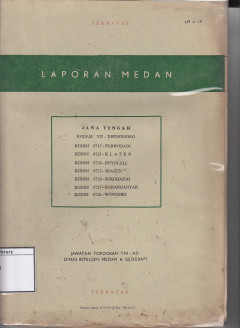 TERBATAS
LAPORAN MEDAN
JAWA TENGAH
KODAM VII - DIPONEGORO
KODIM 0717 - PURWODADI
KODIM 0723 - KLATEN
KODIM 0724 - BOYOLALI
KODIM 0725 - SRAGEN
KODIM 0726 - SUKOHARJO
KODIM 0727 - KARANGANYAR
KODIM 0728 - WONOGIRI
JAWATAN TOPOGRAFI TNI - AD
DINAS INTELIJEN MEDAN & GEOGRAFI
TERBATAS